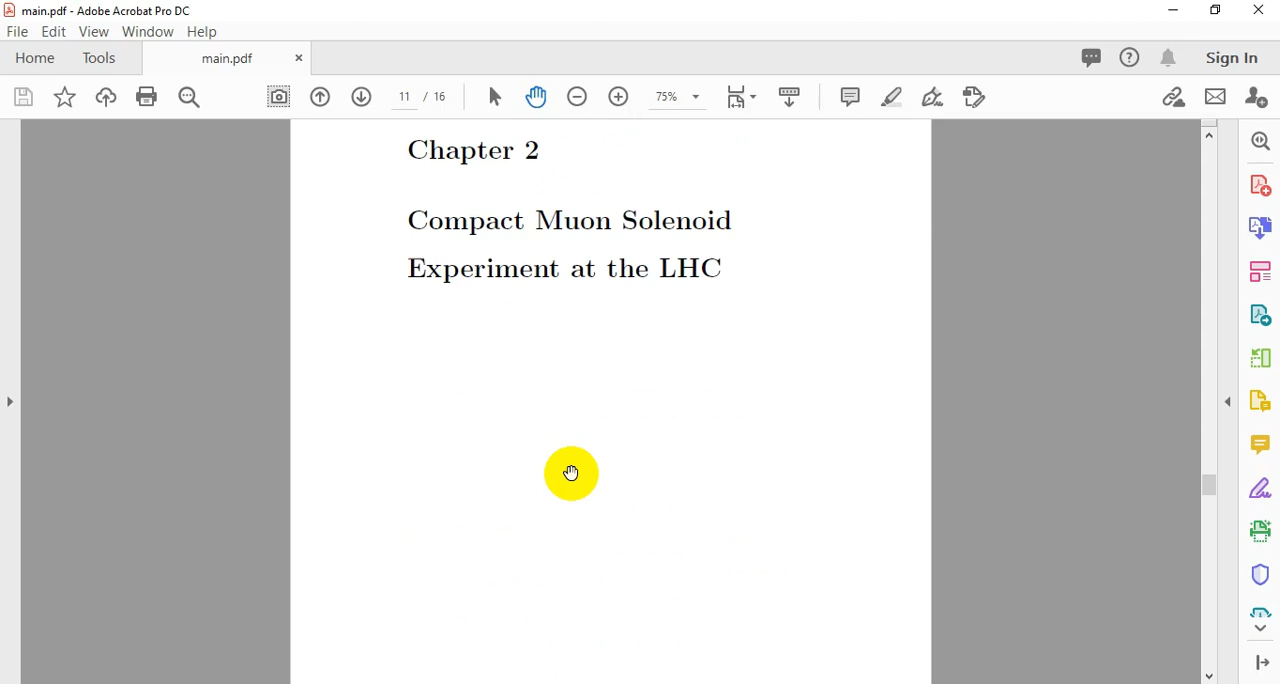 main.pdf - Adobe Acrobat Pro DC
File Edit View Window Help
Home Tools main.pdf Sign In
11 / 16 75%
Chapter 2
Compact Muon Solenoid
Experiment at the LHC